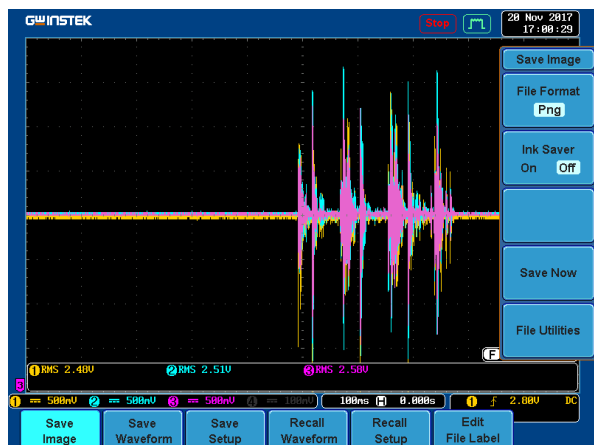 GWINSTEK
Stop
20 Nov 2017
17:00:29
Save Image
File Format
Png
Ink Saver
On Off
Save Now
File Utilities
F
1 RMS 2.48V 2 RMS 2.51V 3 RMS 2.58V
3
1 500mV 2 500mV 3 500mV 4 100mV 100ms H 0.000s 1 2.80V DC
Save Image
Save Waveform
Save Setup
Recall Waveform
Recall Setup
Edit File Label